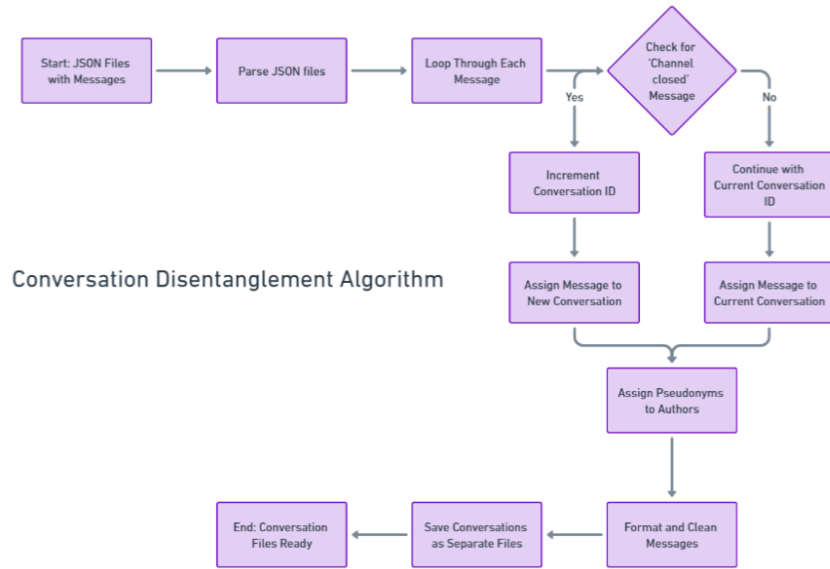 Start: JSON Files
with Messages
Parse JSON files
Loop Through Each
Message
Check for
'Channel
closed'
Message
Yes
No
Increment
Conversation ID
Continue with
Current Conversation
ID
Conversation Disentanglement Algorithm
Assign Message to
New Conversation
Assign Message to
Current Conversation
Assign Pseudonyms
to Authors
Format and Clean
Messages
Save Conversations
as Separate Files
End: Conversation
Files Ready